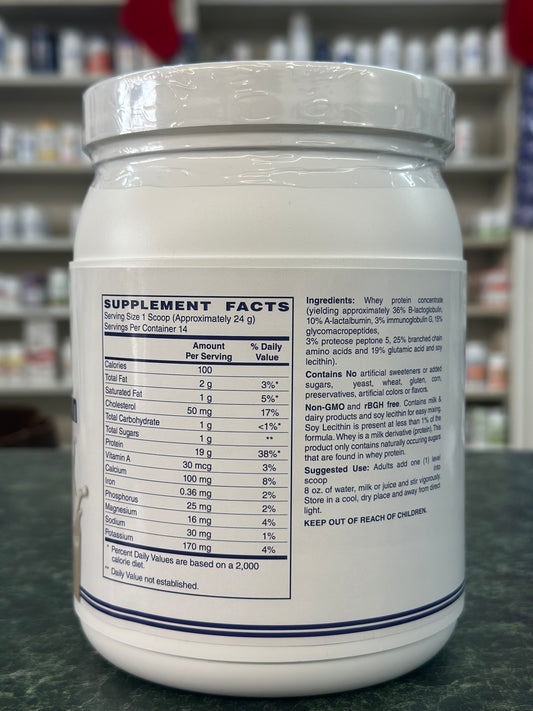 SUPPLEMENT FACTS
Serving Size 1 Scoop (Approximately 24 g)
Servings Per Container 14
Amount Per Serving % Daily Value
Calories 100
Total Fat 2 g 3%*
Saturated Fat 1 g 5%*
Cholesterol 50 mg 17%
Total Carbohydrate 1 g <1%*
Total Sugars 1 g **
Protein 19 g 38%*
Vitamin A 30 mcg 3%
Calcium 100 mg 8%
Iron 0.36 mg 2%
Phosphorus 25 mg 2%
Magnesium 16 mg 4%
Sodium 30 mg 1%
Potassium 170 mg 4%
* Percent Daily Values are based on a 2,000
calorie diet.
** Daily Value not established.
Ingredients: Whey protein concentrate
(yielding approximately 36% B-lactoglobulin,
10% A-lactalbumin, 3% immunoglobulin G, 15%
glycomacropeptides,
3% proteose peptone 5, 25% branched chain
amino acids and 19% glutamic acid and soy
lecithin).
Contains No artificial sweeteners or added
sugars, yeast, wheat, gluten, corn,
preservatives, artificial colors or flavors.
Non-GMO and rBGH free. Contains milk &
dairy products and soy lecithin for easy mixing.
Soy Lecithin is present at less than 1% of the
formula. Whey is a milk derivative (protein). This
product only contains naturally occuring sugars
that are found in whey protein.
Suggested Use: Adults add one (1) level
scoop into
8 oz. of water, milk or juice and stir vigorously.
Store in a cool, dry place and away from direct
light.
KEEP OUT OF REACH OF CHILDREN.